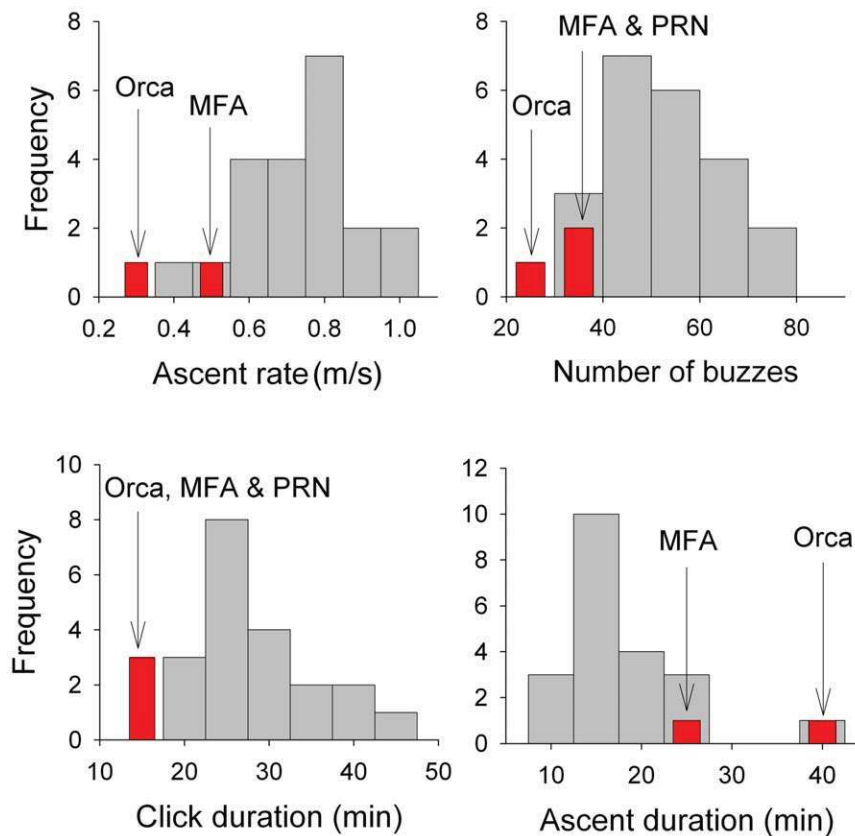 8
6
4
2
0
Frequency
Orca
MFA
0.2 0.4 0.6 0.8 1.0
Ascent rate (m/s)
8
6
4
2
0
MFA & PRN
Orca
20 40 60 80
Number of buzzes
10
8
6
4
2
0
Frequency
Orca, MFA & PRN
10 20 30 40 50
Click duration (min)
12
10
8
6
4
2
0
MFA
Orca
10 20 30 40
Ascent duration (min)